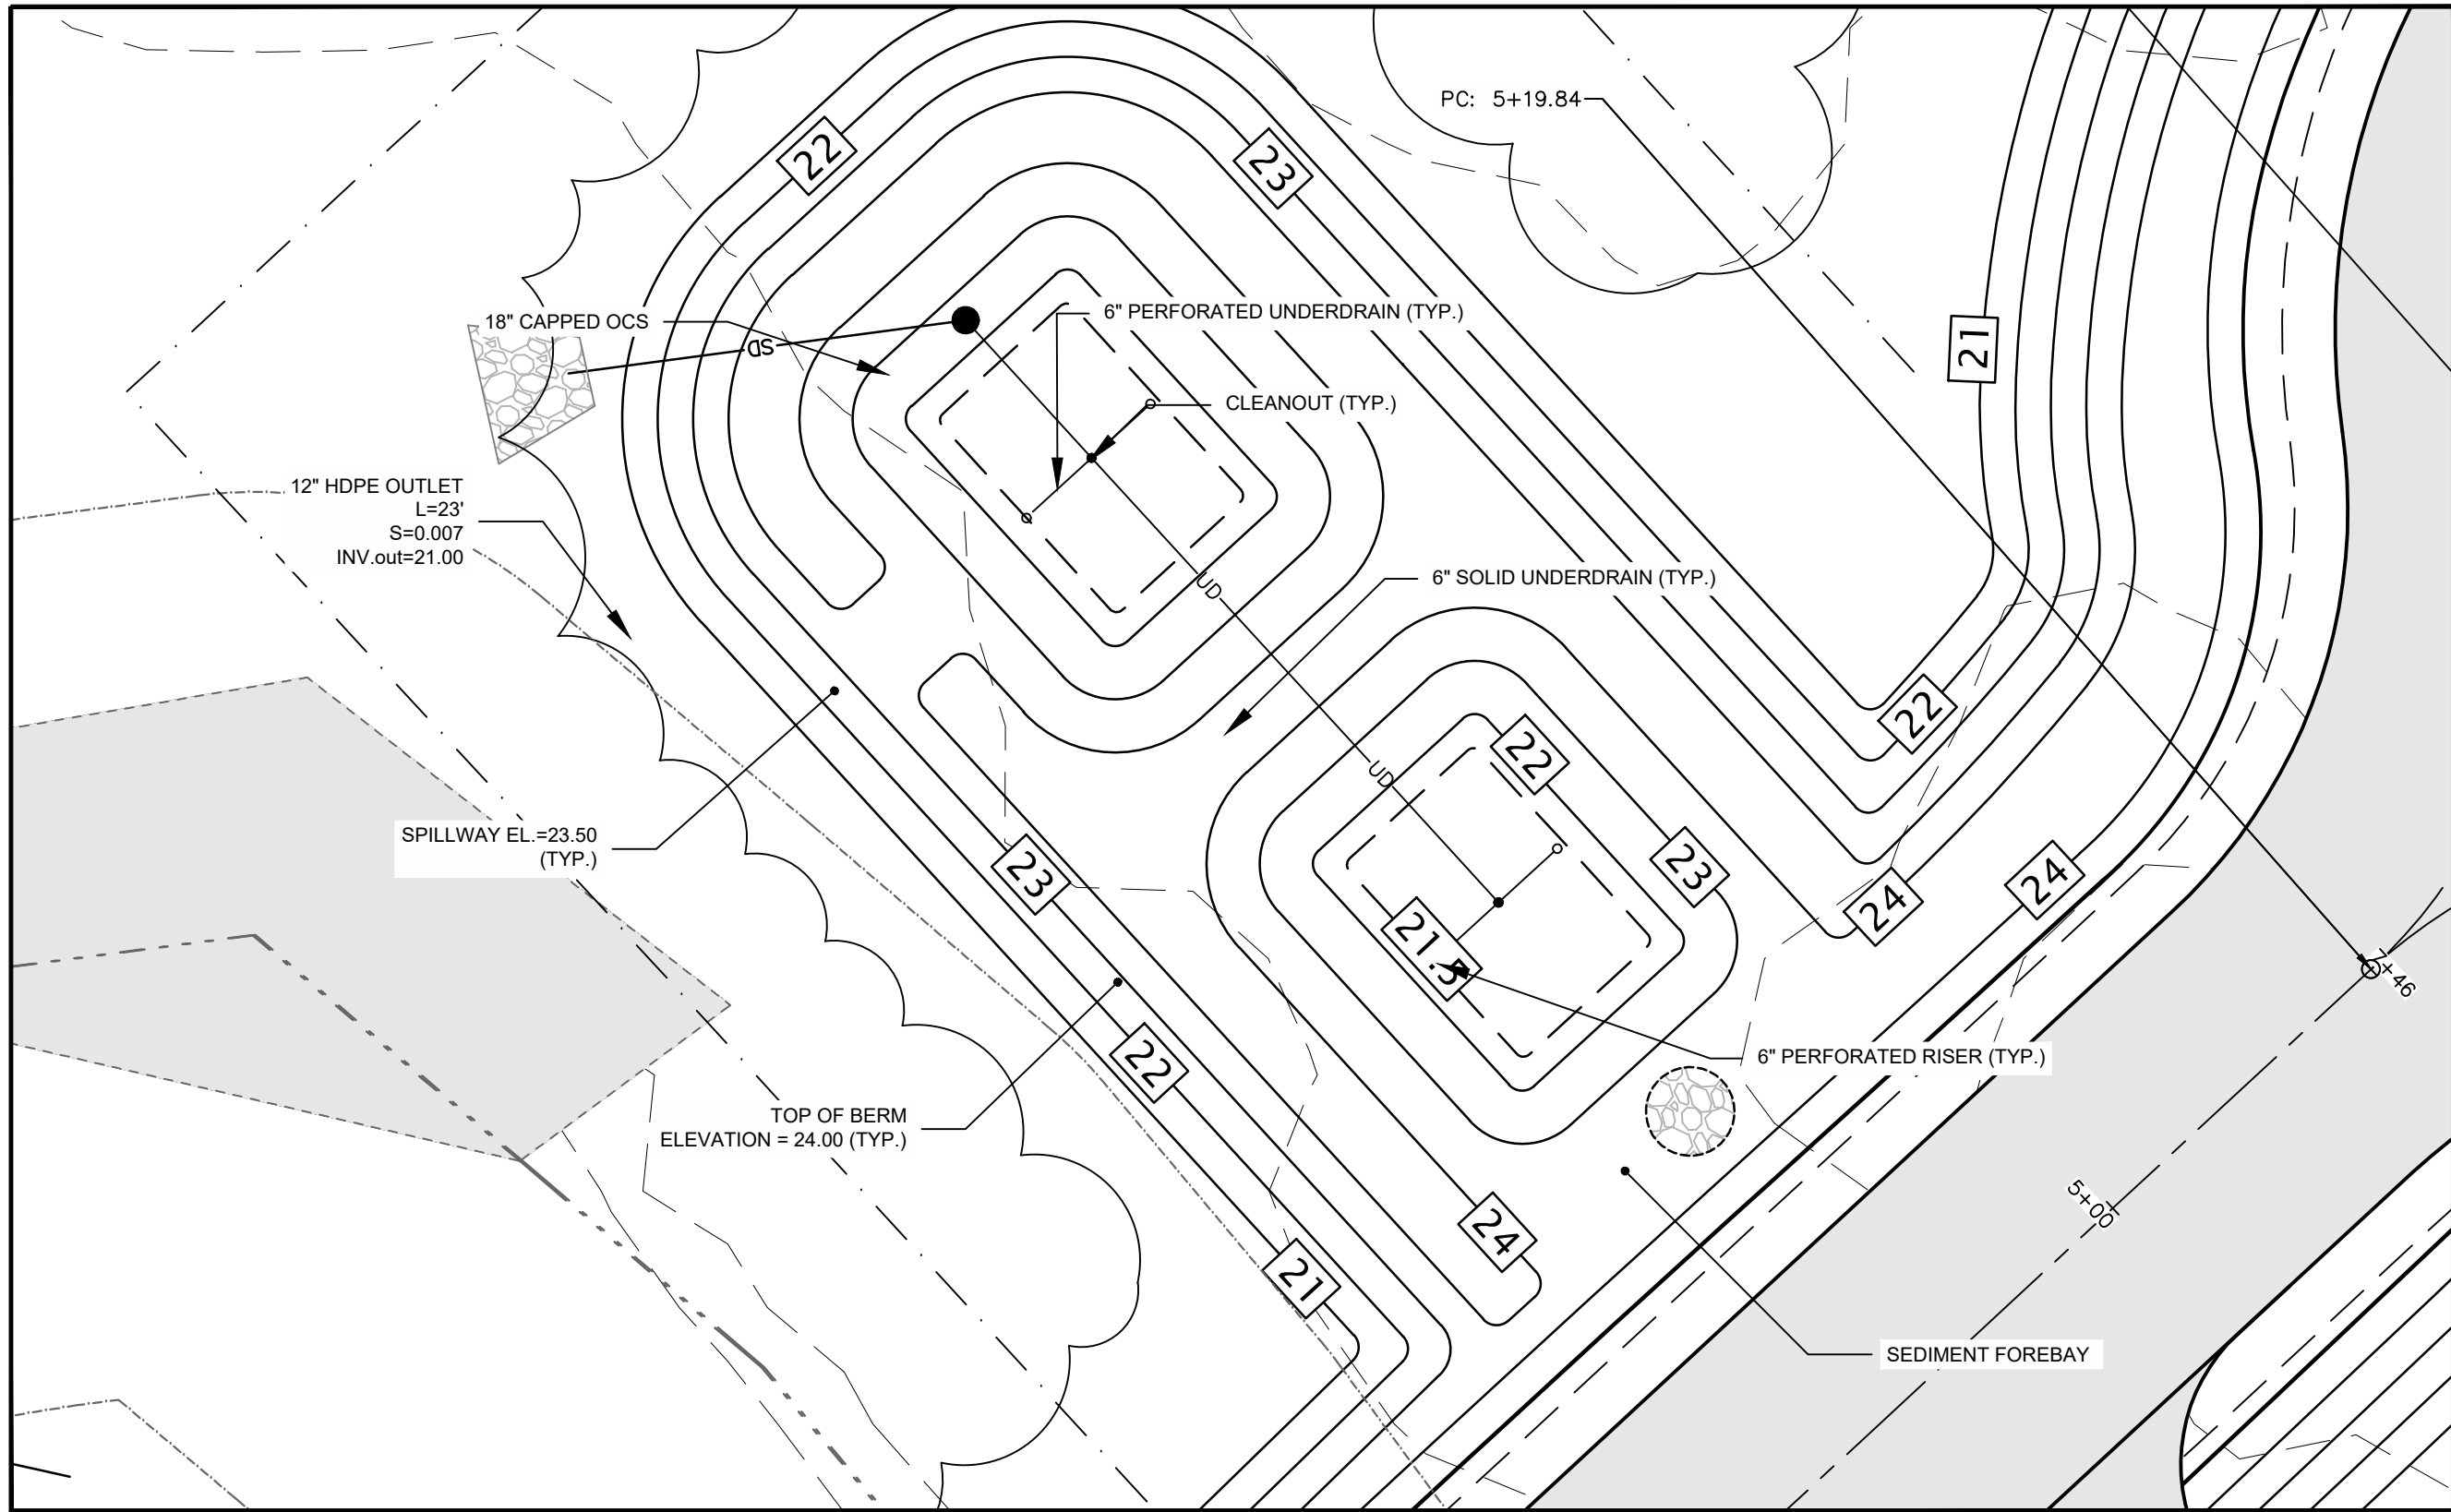 PC: 5+19.84
22
23
18" CAPPED OCS
6" PERFORATED UNDERDRAIN (TYP.)
SD
21
CLEANOUT (TYP.)
12" HDPE OUTLET
L=23'
S=0.007
INV.out=21.00
UD
6" SOLID UNDERDRAIN (TYP.)
22
22
UD
SPILLWAY EL.=23.50
(TYP.)
23
23
24
24
21.5
22
6" PERFORATED RISER (TYP.)
TOP OF BERM
ELEVATION = 24.00 (TYP.)
5+00
24
21
SEDIMENT FOREBAY